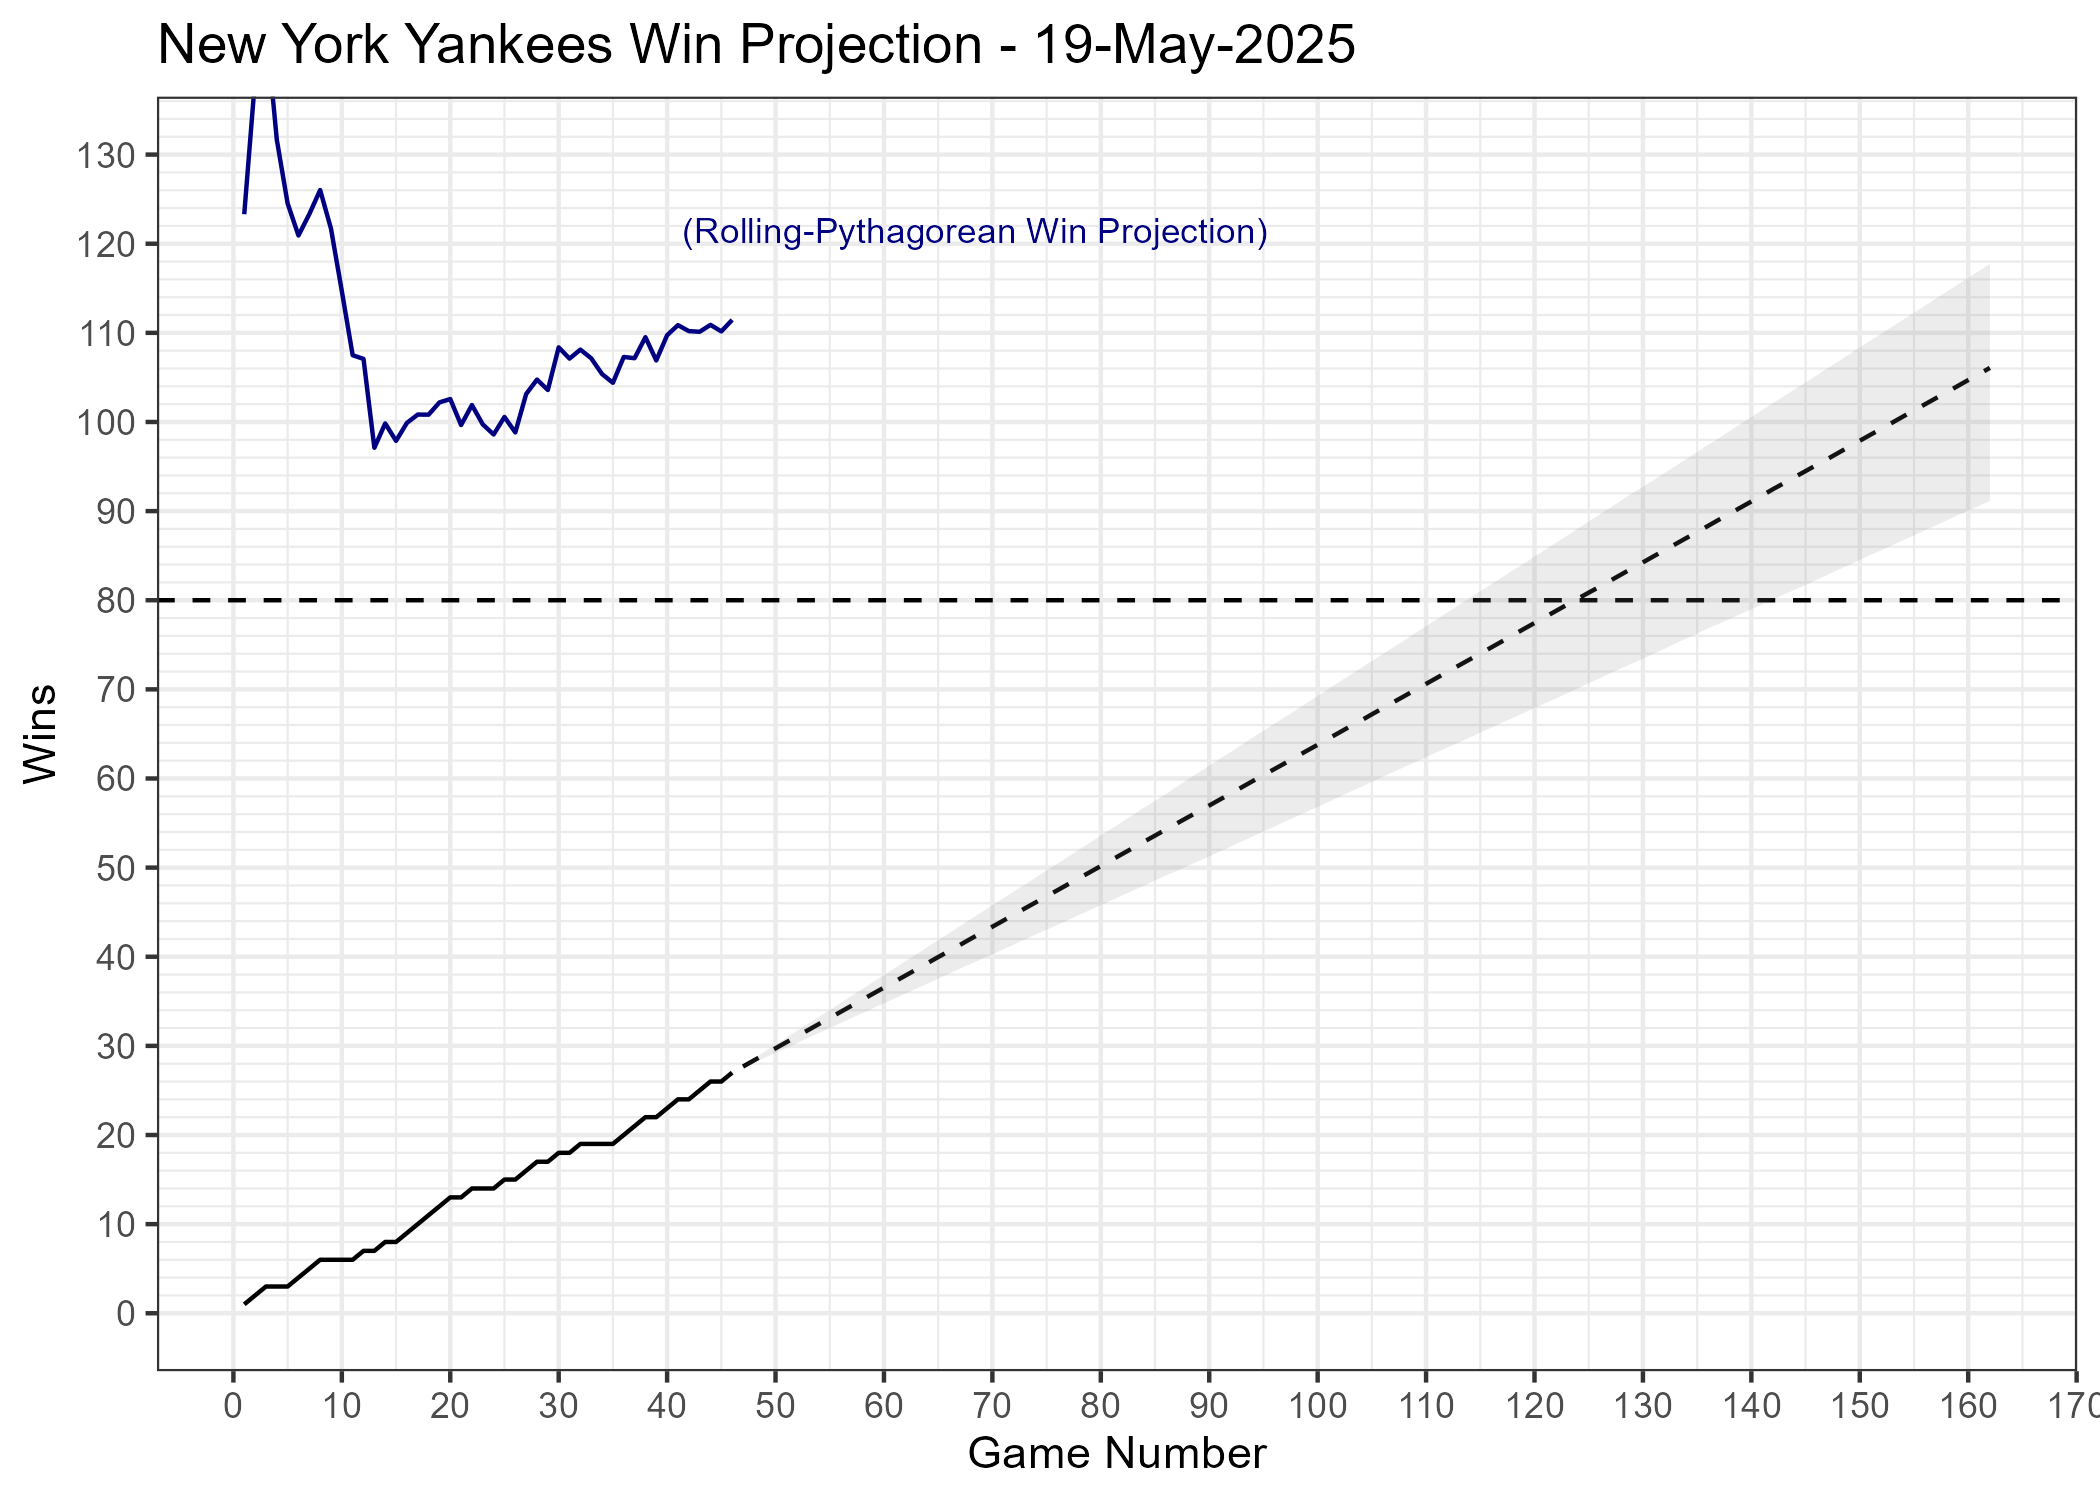 New York Yankees Win Projection - 19-May-2025
130
(Rolling-Pythagorean Win Projection)
120
110
100
90
80
70
60
50
40
30
20
10
0
Wins
0 10 20 30 40 50 60 70 80 90 100 110 120 130 140 150 160 170
Game Number